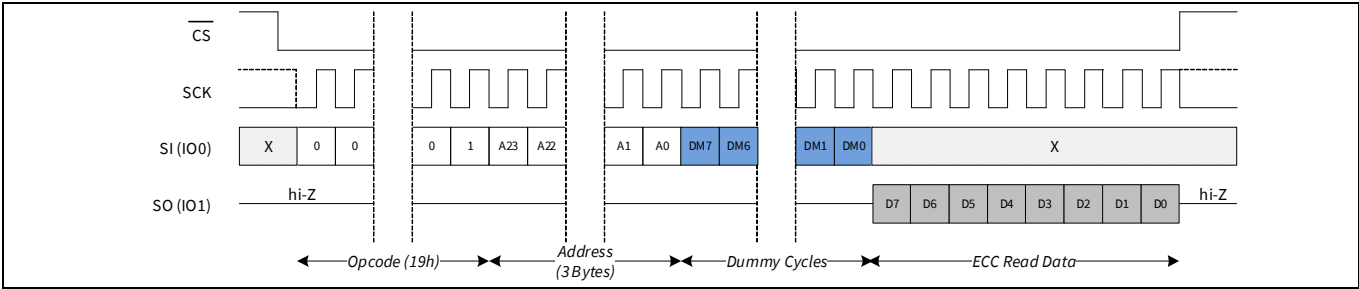 CS
SCK
SI (IO0) X 0 0 0 1 A23 A22 A1 A0 DM7 DM6 DM1 DM0 X
hi-Z hi-Z
SO (IO1) D7 D6 D5 D4 D3 D2 D1 D0
Opcode (19h) Address Dummy Cycles ECC Read Data
(3 Bytes)